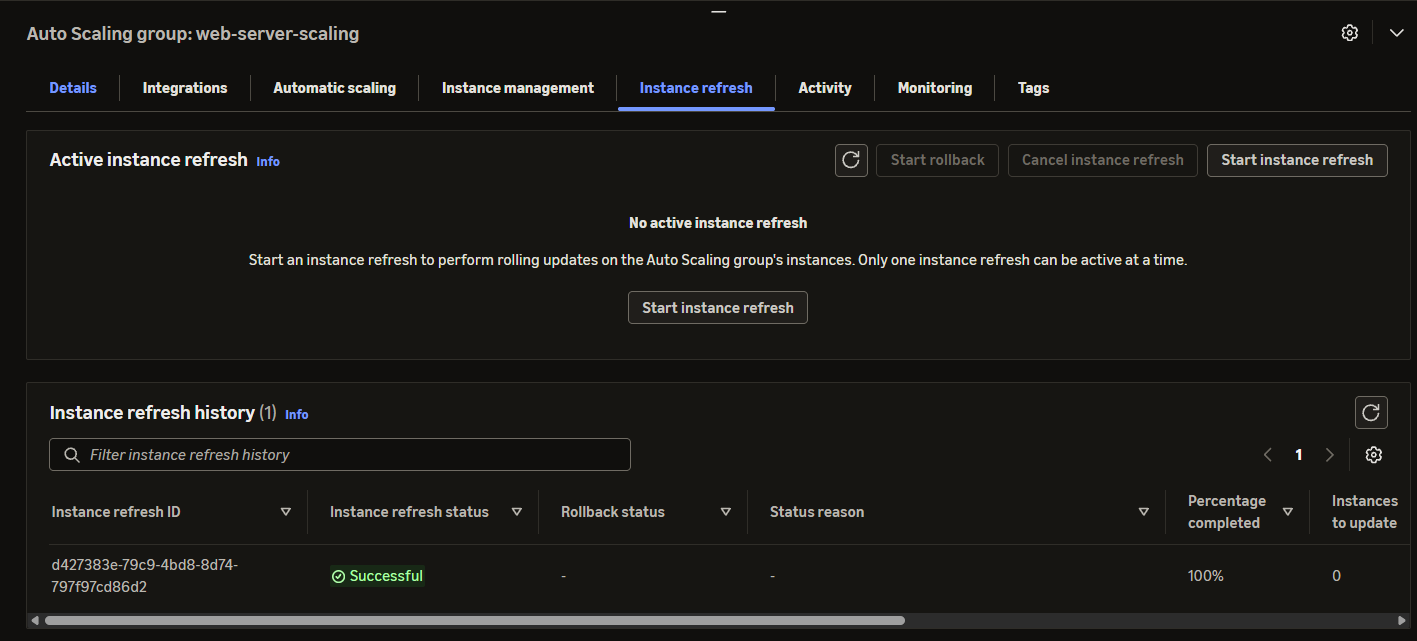 Auto Scaling group: web-server-scaling
Details Integrations Automatic scaling Instance management Instance refresh Activity Monitoring Tags
Active instance refresh Info Start rollback Cancel instance refresh Start instance refresh
No active instance refresh
Start an instance refresh to perform rolling updates on the Auto Scaling group's instances. Only one instance refresh can be active at a time.
Start instance refresh
Instance refresh history (1) Info
Filter instance refresh history 1
Instance refresh ID Instance refresh status Rollback status Status reason Percentage completed Instances to update
d427383e-79c9-4bd8-8d74-
797f97cd86d2 Successful - - 100% 0